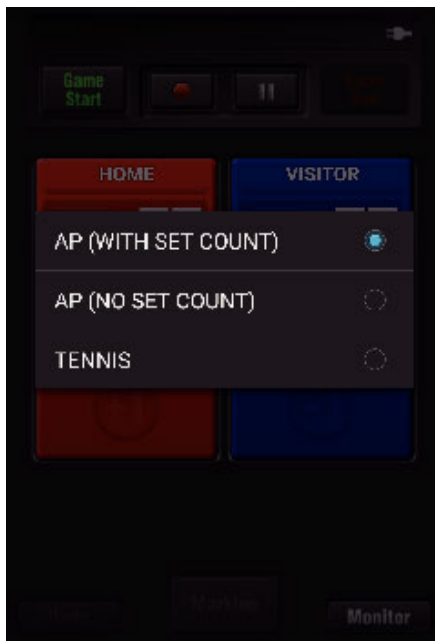 Game
Start
HOME VISITOR
AP (WITH SET COUNT)
AP (NO SET COUNT)
TENNIS
Monitor